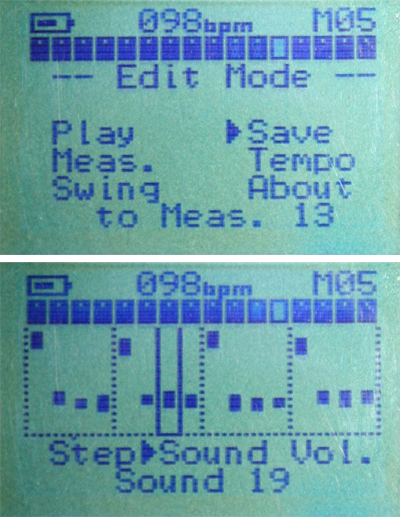 098bpm M05
-- Edit Mode --
Play ▶Save
Meas. Tempo
Swing About
to Meas. 13
098bpm M05
Step▶Sound Vol.
Sound 19